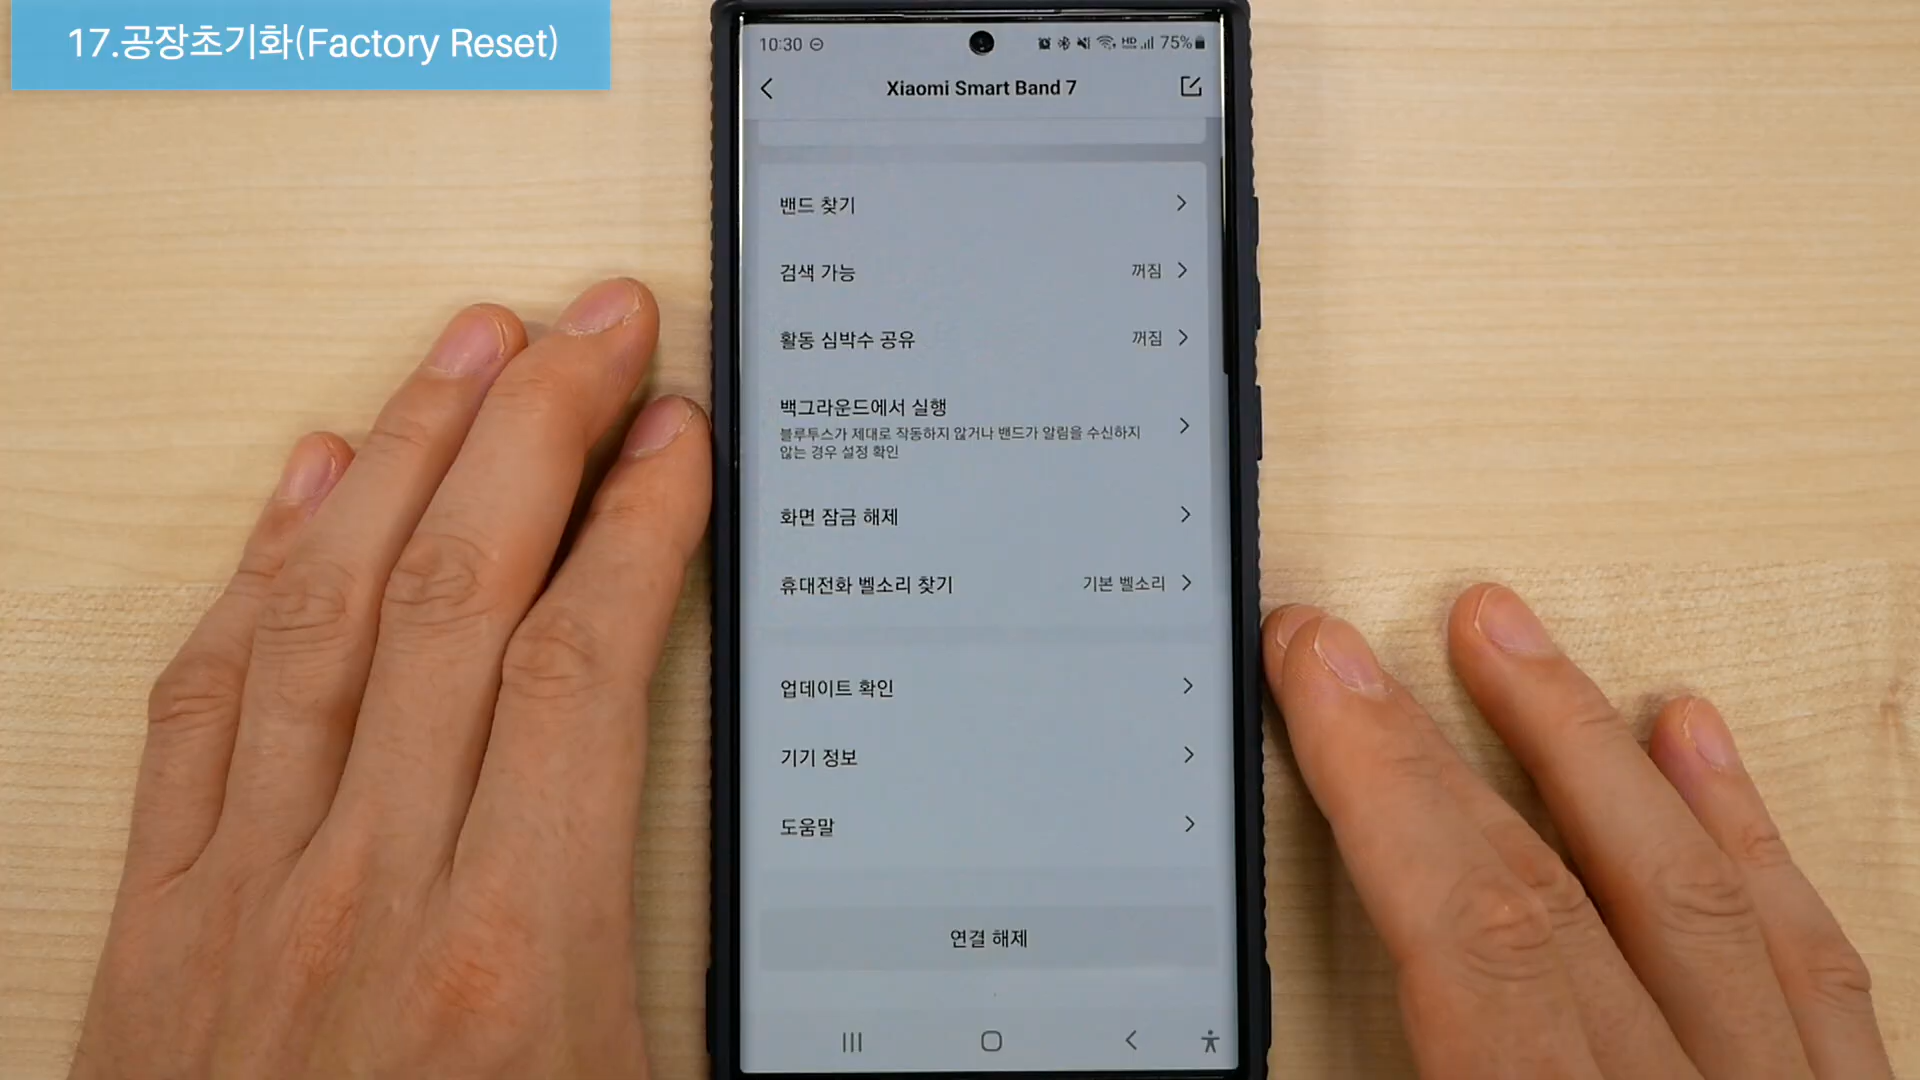 17.공장초기화(Factory Reset)
10:30
HD 75%
Xiaomi Smart Band 7
밴드 찾기
검색 가능 꺼짐
활동 심박수 공유 꺼짐
백그라운드에서 실행
블루투스가 제대로 작동하지 않거나 밴드가 알림을 수신하지
않는 경우 설정 확인
화면 잠금 해제
휴대전화 벨소리 찾기 기본 벨소리
업데이트 확인
기기 정보
도움말
연결 해제